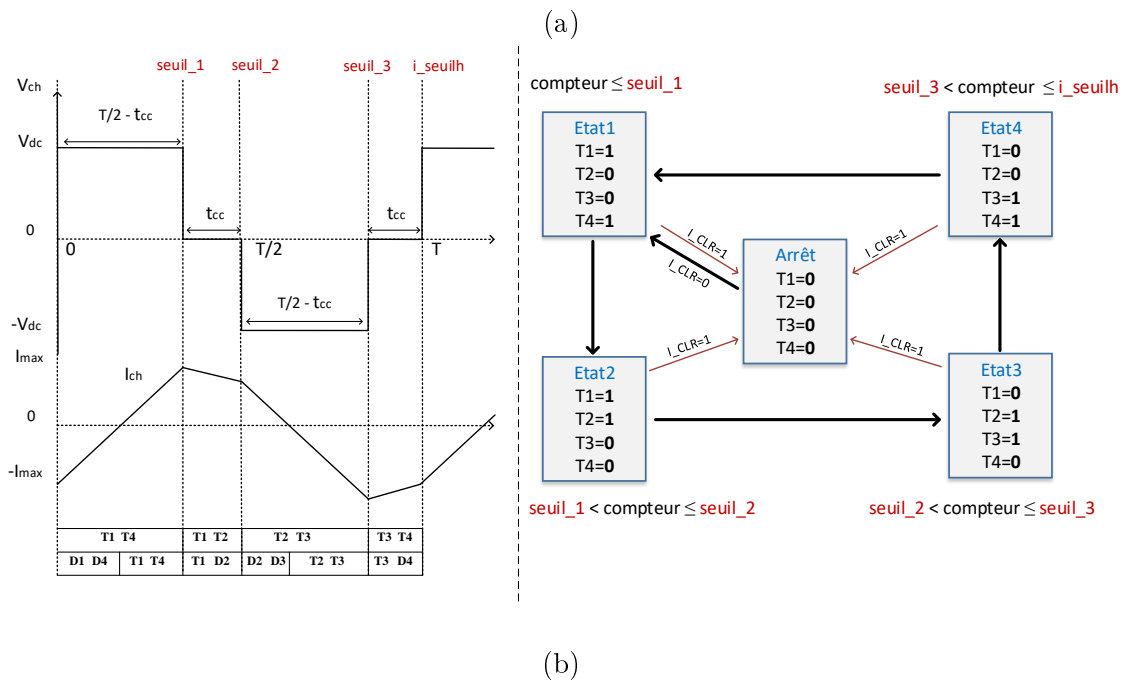 (a)
seuil_1 seuil_2 seuil_3 i_seuilh
Vch
T/2 - tcc
Vdc
tcc tcc
0
0 T/2 T
T/2 - tcc
-Vdc
Imax
Ich
0
-Imax
T1 T4 T1 T2 T2 T3 T3 T4
D1 D4 T1 T4 T1 D2 D2 D3 T2 T3 T3 D4
compteur ≤ seuil_1
seuil_3 < compteur ≤ i_seuilh
Etat1
T1=1
T2=0
T3=0
T4=1
Etat4
T1=0
T2=0
T3=1
T4=1
I_CLR=1
I_CLR=0
I_CLR=1
Arrêt
T1=0
T2=0
T3=0
T4=0
I_CLR=1
I_CLR=1
Etat2
T1=1
T2=1
T3=0
T4=0
Etat3
T1=0
T2=1
T3=1
T4=0
seuil_1 < compteur ≤ seuil_2
seuil_2 < compteur ≤ seuil_3
(b)